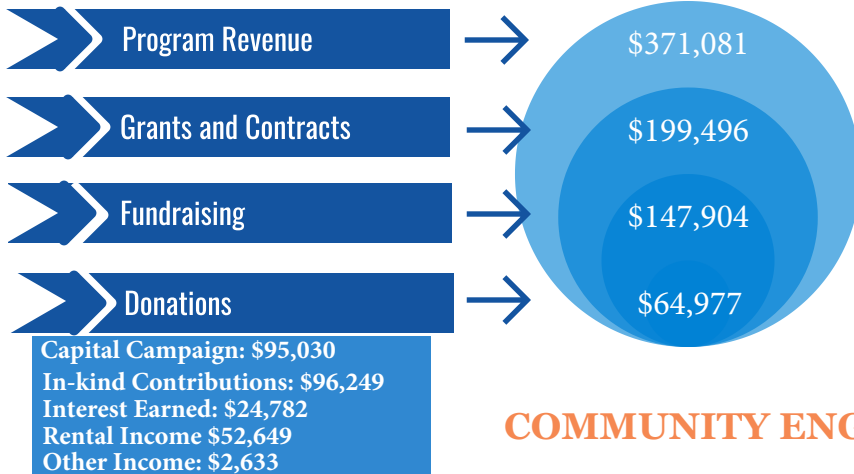 Program Revenue
$371,081
Grants and Contracts
$199,496
Fundraising
$147,904
Donations
$64,977
Capital Campaign: $95,030
In-kind Contributions: $96,249
Interest Earned: $24,782
Rental Income $52,649
Other Income: $2,633
COMMUNITY